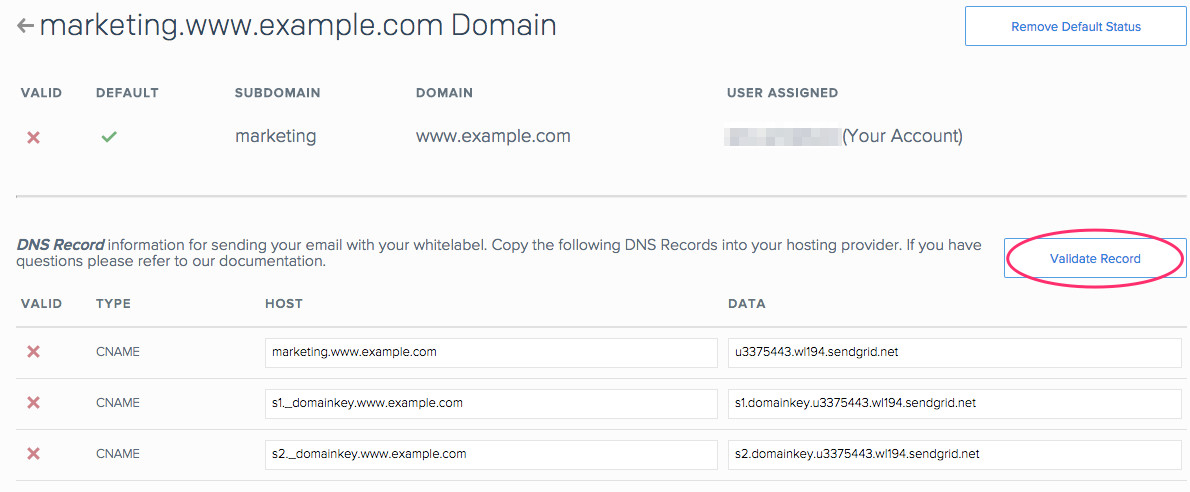 marketing.www.example.com Domain
Remove Default Status
VALID DEFAULT SUBDOMAIN DOMAIN USER ASSIGNED
marketing www.example.com (Your Account)
DNS Record information for sending your email with your whitelabel. Copy the following DNS Records into your hosting provider. If you have
questions please refer to our documentation.
Validate Record
VALID TYPE HOST DATA
CNAME marketing.www.example.com u3375443.wl194.sendgrid.net
CNAME s1._domainkey.www.example.com s1.domainkey.u3375443.wl194.sendgrid.net
CNAME s2._domainkey.www.example.com s2.domainkey.u3375443.wl194.sendgrid.net